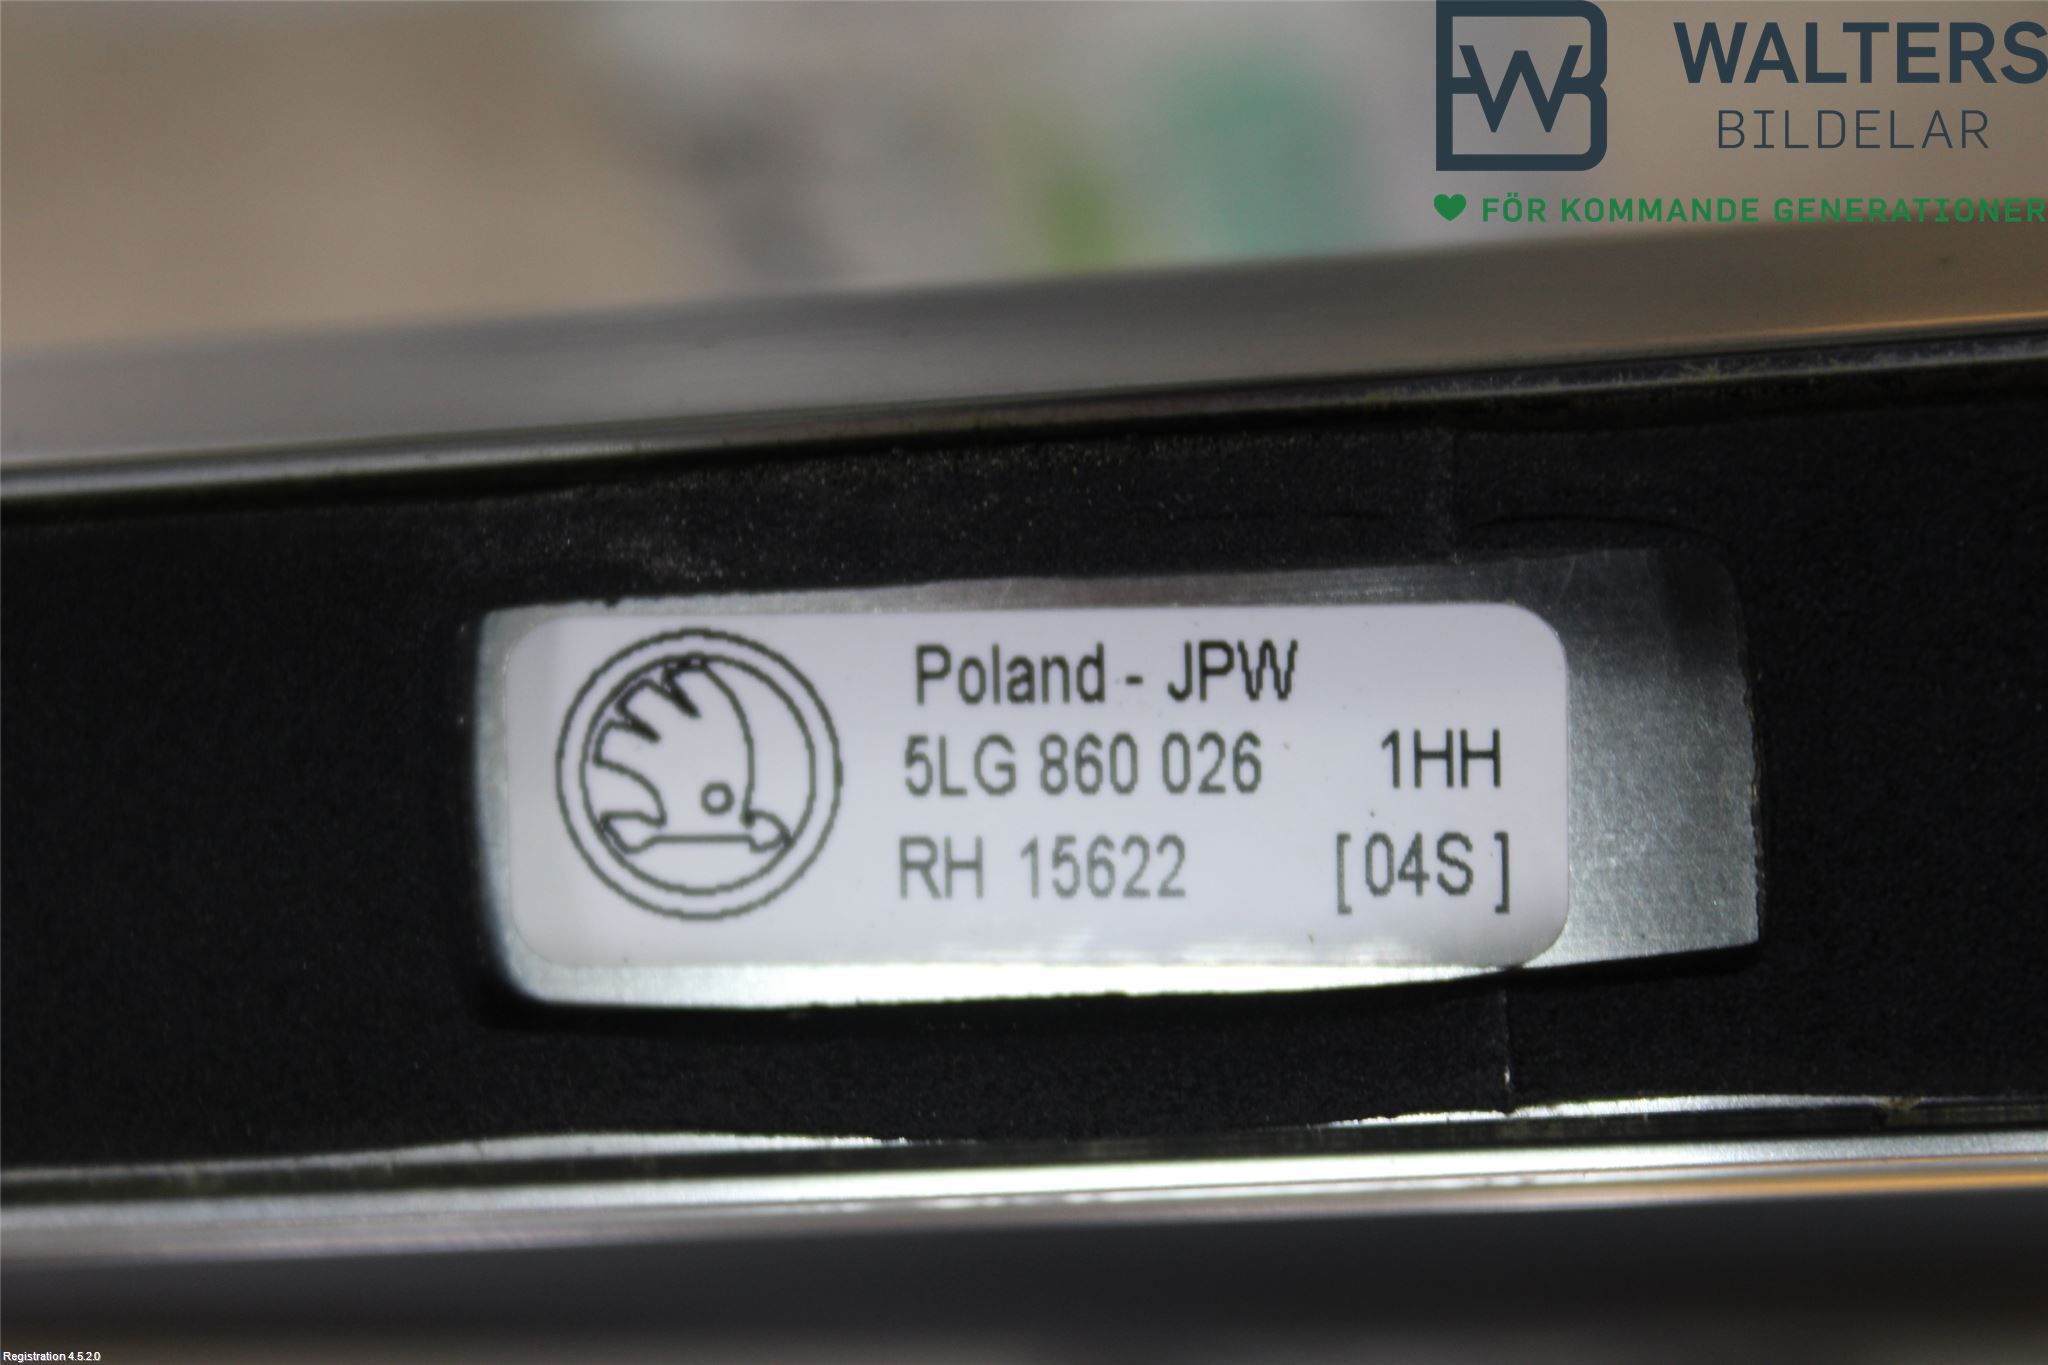 WALTERS
BILDELAR
FÖR KOMMANDE GENERATIONER
Poland - JPW
5LG 860 026 1HH
RH 15622 [04S]
Registration 4.5.2.0